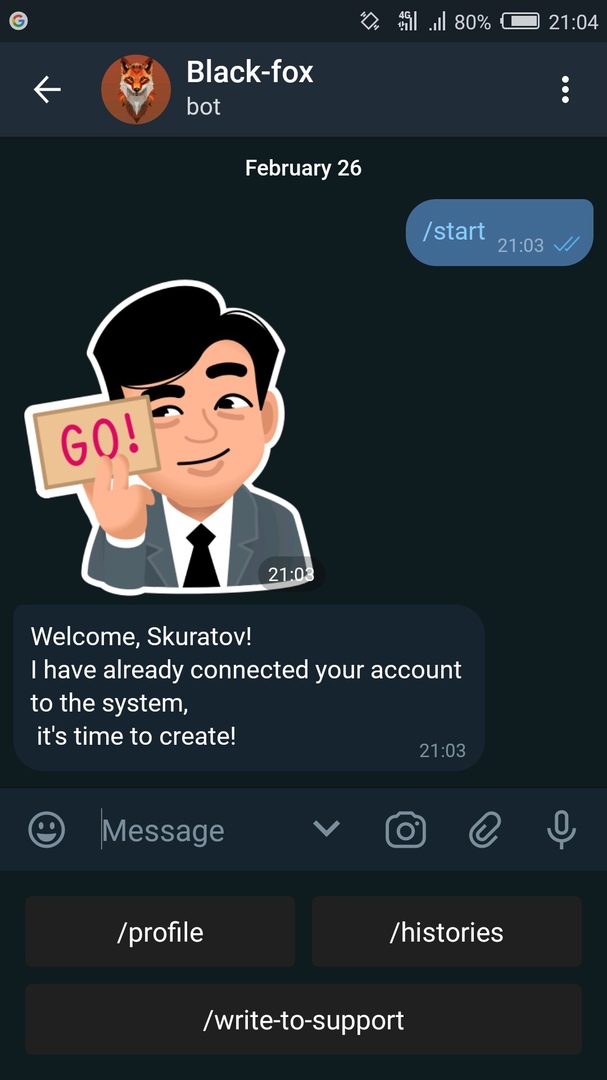 4G 80% 21:04
Black-fox
bot
February 26
/start 21:03
GO!
21:03
Welcome, Skuratov!
I have already connected your account
to the system,
it's time to create!
21:03
Message
/profile
/histories
/write-to-support